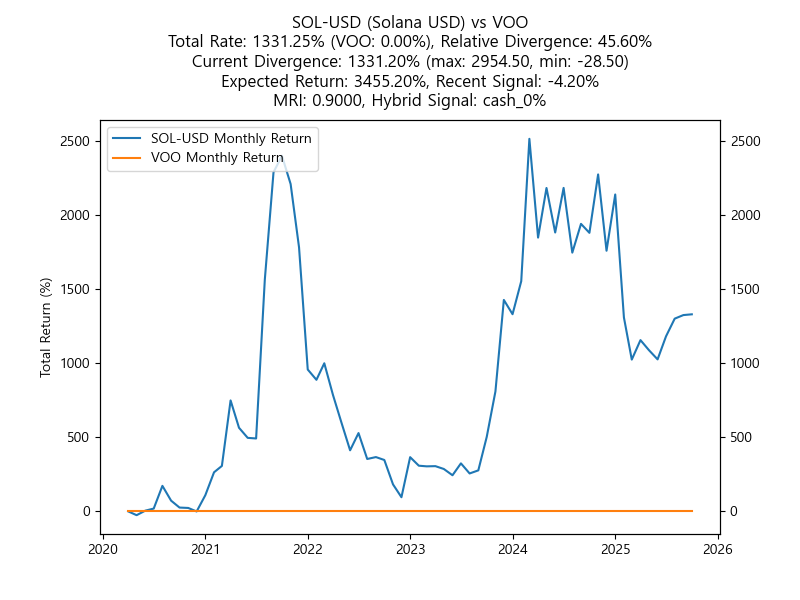 SOL-USD (Solana USD) vs VOO
Total Rate: 1331.25% (VOO: 0.00%), Relative Divergence: 45.60%
Current Divergence: 1331.20% (max: 2954.50, min: -28.50)
Expected Return: 3455.20%, Recent Signal: -4.20%
MRI: 0.9000, Hybrid Signal: cash_0%
SOL-USD Monthly Return
VOO Monthly Return
Total Return (%)
2500
2000
1500
1000
500
0
2500
2000
1500
1000
500
0
2020
2021
2022
2023
2024
2025
2026